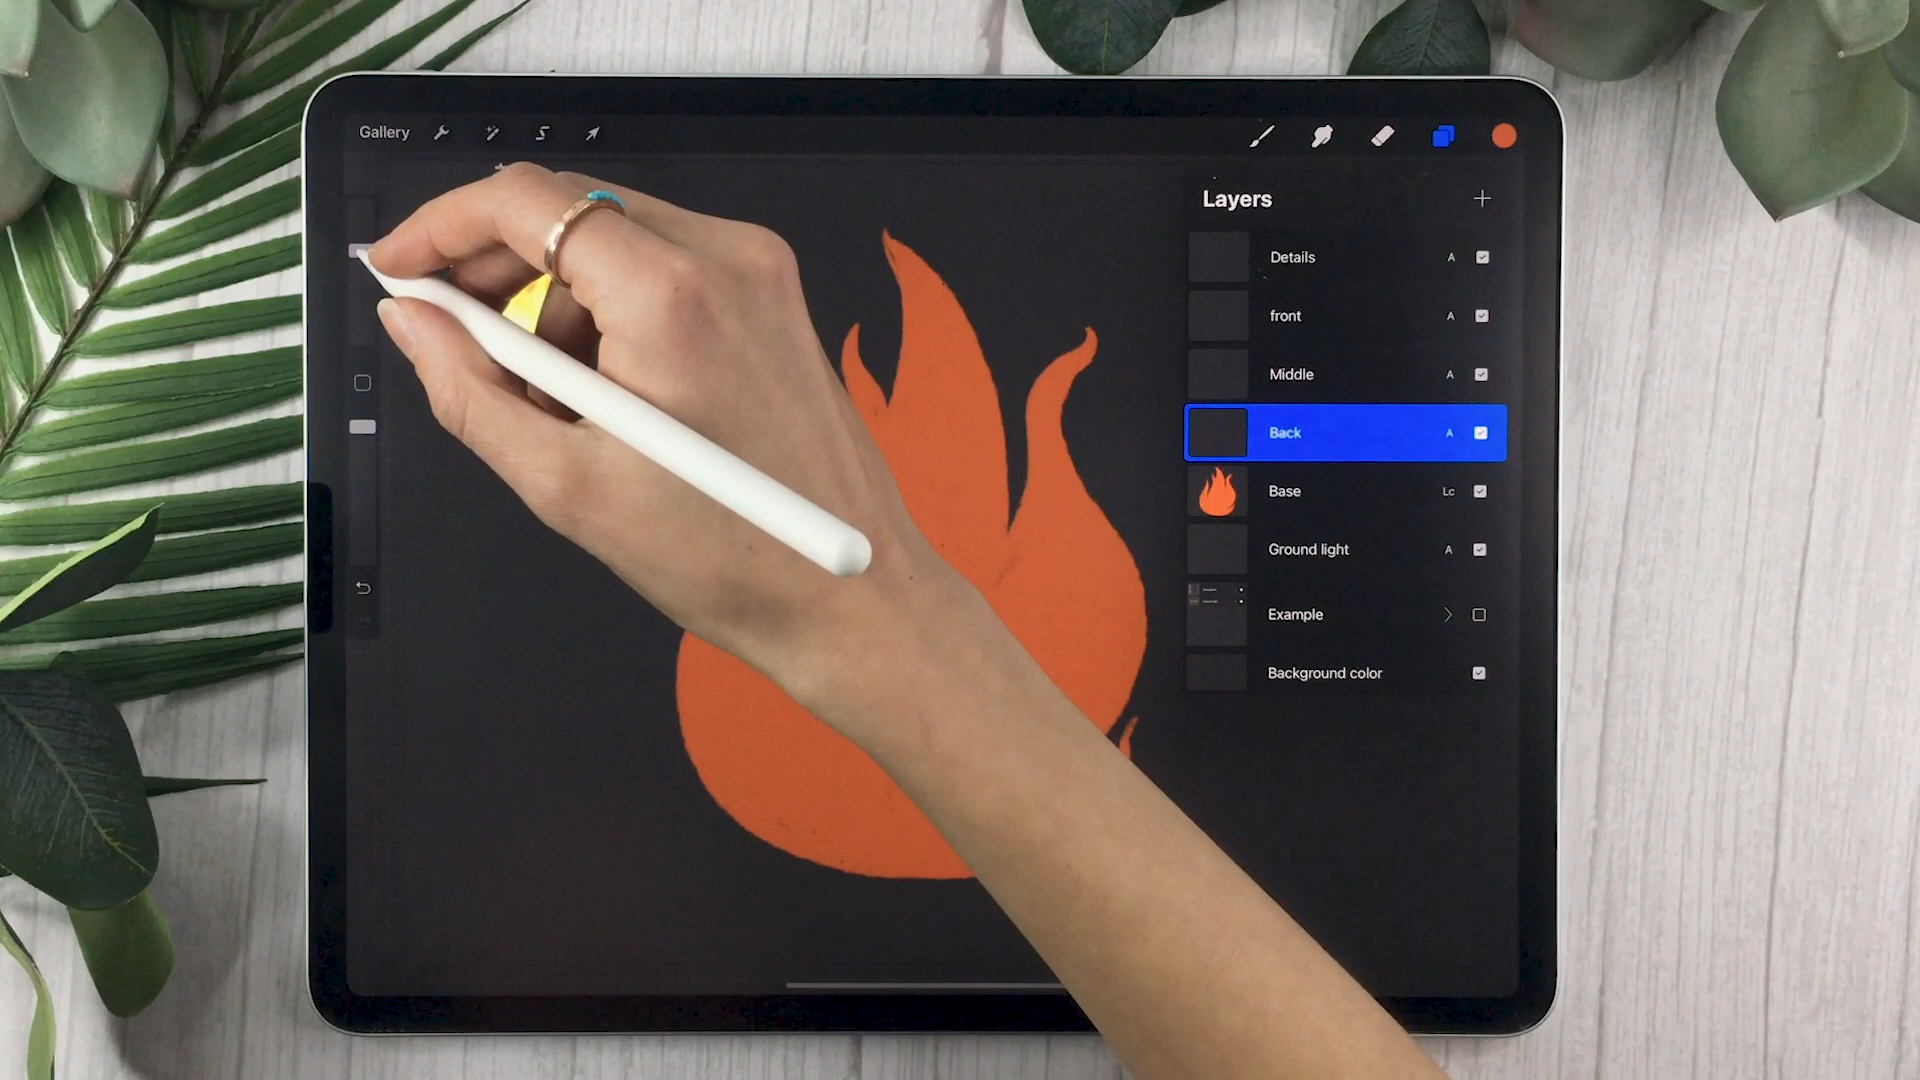 Gallery
Layers
Details A
front A
Middle A
Back A
Base Lc
Ground light A
Example
Background color